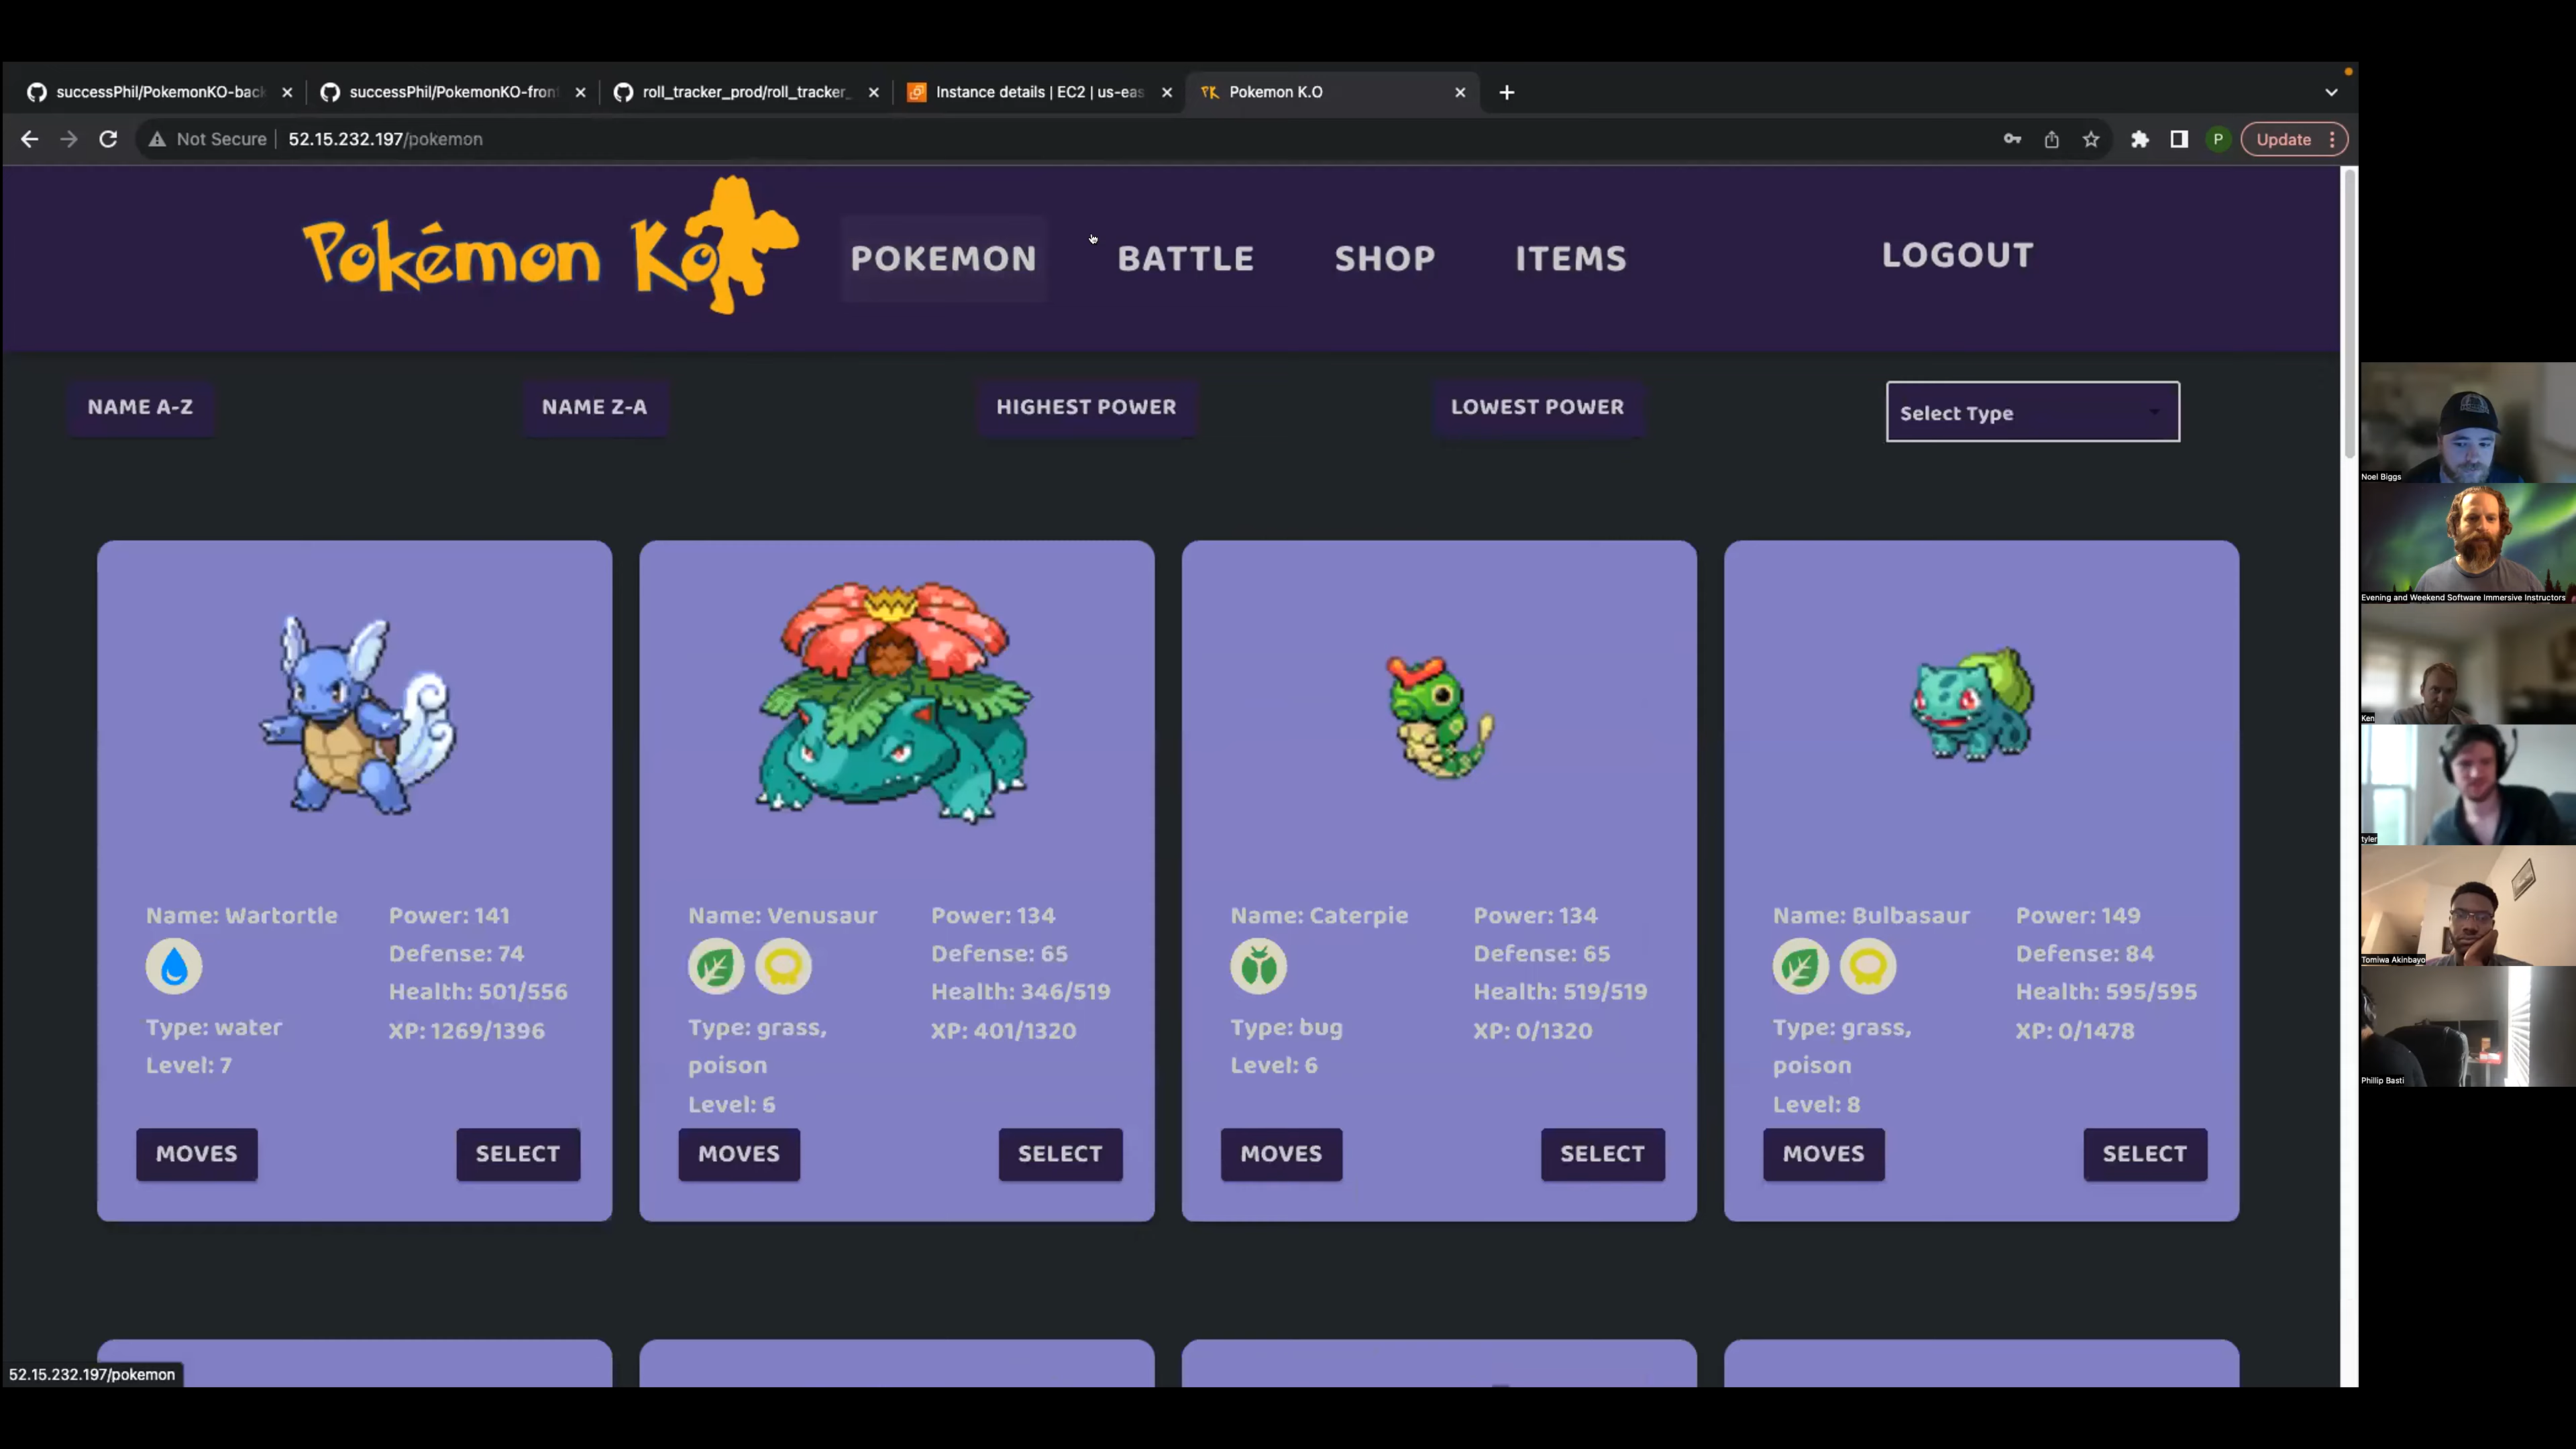 successPhil/PokemonKO-back
successPhil/PokemonKO-fron
roll_tracker_prod/roll_tracker_
Instance details | EC2 | us-eas
Pokemon K.O
Not Secure
52.15.232.197/pokemon
P
Update
Pokémon Ko
POKEMON
BATTLE
SHOP
ITEMS
LOGOUT
NAME A-Z
NAME Z-A
HIGHEST POWER
LOWEST POWER
Select Type
Name: Wartortle
Type: water
Level: 7
Power: 141
Defense: 74
Health: 501/556
XP: 1269/1396
MOVES
SELECT
Name: Venusaur
Type: grass,
poison
Level: 6
Power: 134
Defense: 65
Health: 346/519
XP: 401/1320
MOVES
SELECT
Name: Caterpie
Type: bug
Level: 6
Power: 134
Defense: 65
Health: 519/519
XP: 0/1320
MOVES
SELECT
Name: Bulbasaur
Type: grass,
poison
Level: 8
Power: 149
Defense: 84
Health: 595/595
XP: 0/1478
MOVES
SELECT
52.15.232.197/pokemon
Noel Biggs
Evening and Weekend Software Immersive Instructors
Ken
tyler
Tomiwa Akinbayo
Phillip Basti